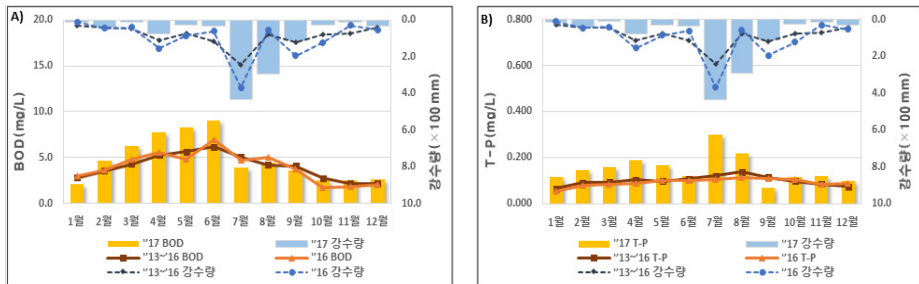 A)
BOD(mg/L)
20.0
15.0
10.0
5.0
0.0
0.0
2.0
4.0
6.0
8.0
10.0
강수량(×100 mm)
1월 2월 3월 4월 5월 6월 7월 8월 9월 10월 11월 12월
"17 BOD
"17 강수량
"13~'16 BOD
"16 BOD
"13~'16 강수량
"16 강수량
B)
T-P(mg/L)
0.800
0.600
0.400
0.200
0.000
0.0
2.0
4.0
6.0
8.0
10.0
강수량(×100 mm)
1월 2월 3월 4월 5월 6월 7월 8월 9월 10월 11월 12월
"17 T-P
"17 강수량
"13~'16 T-P
"16 T-P
"13~'16 강수량
"16 강수량